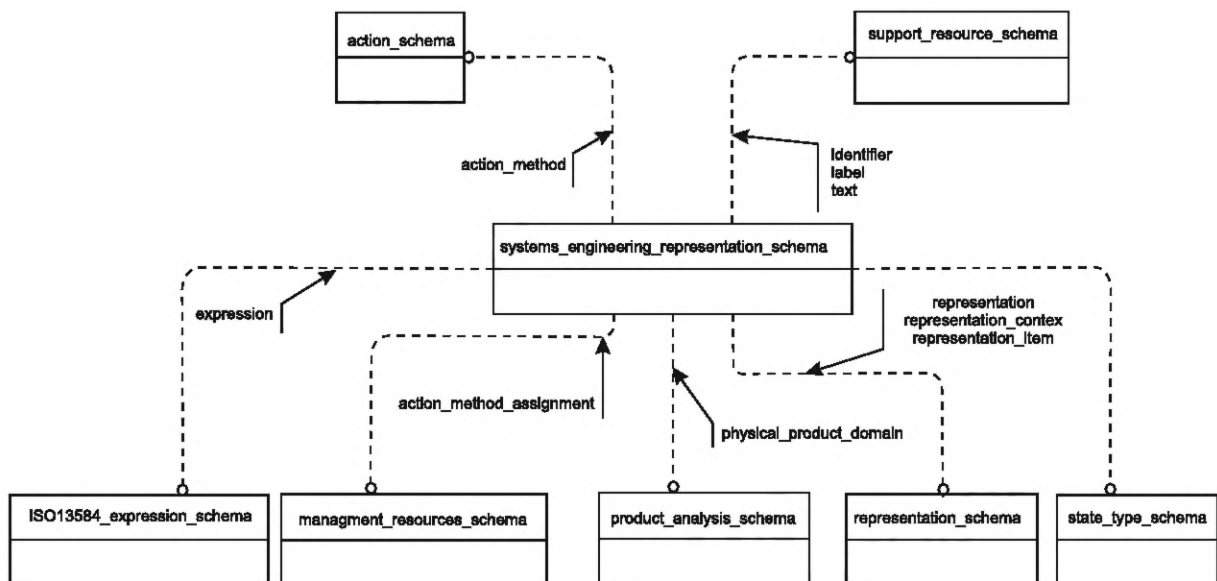 action_schema
support_resource_schema
action_method
identifier
label
text
systems_engineering_representation_schema
expression
representation
representation_contex
representation_item
action_method_assignment
physical_product_domain
ISO13584_expression_schema
managment_resources_schema
product_analysis_schema
representation_schema
state_type_schema